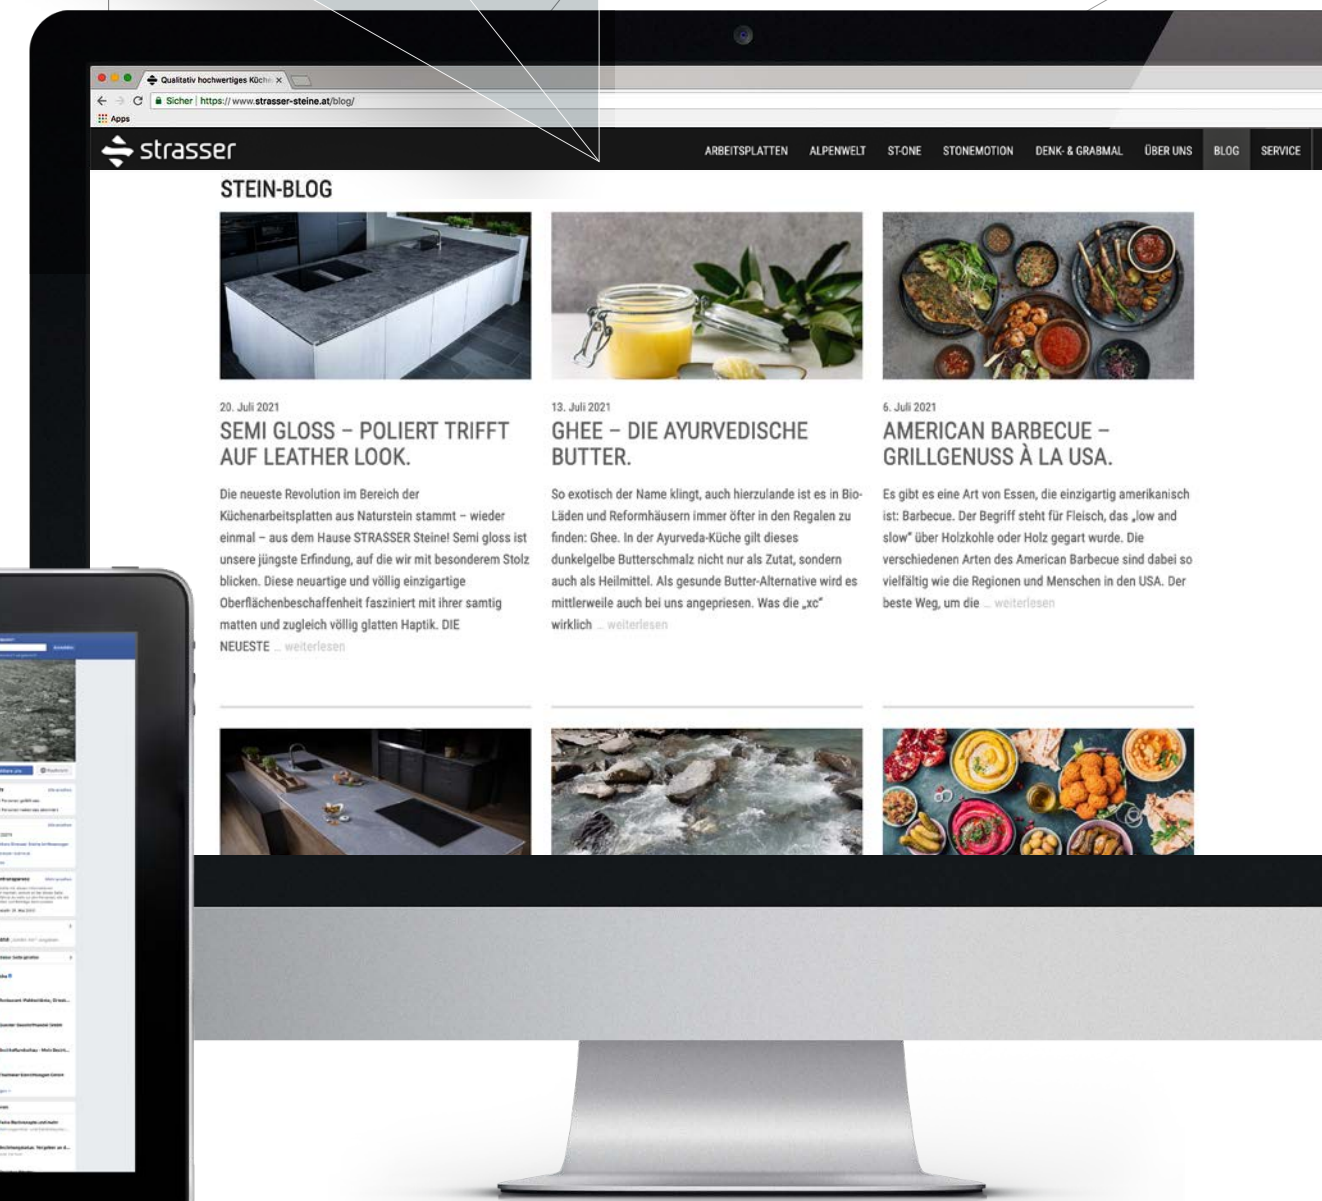 Qualitativ hochwertiges Küche
Sicher | https://www.strasser-steine.at/blog/
Apps
strasser
ARBEITSPLATTEN ALPENWELT ST-ONE STONEMOTION DENK- & GRABMAL ÜBER UNS BLOG SERVICE
STEIN-BLOG
20. Juli 2021
SEMI GLOSS – POLIERT TRIFFT
AUF LEATHER LOOK.
Die neueste Revolution im Bereich der
Küchenarbeitsplatten aus Naturstein stammt – wieder
einmal – aus dem Hause STRASSER Steine! Semi gloss ist
unsere jüngste Erfindung, auf die wir mit besonderem Stolz
blicken. Diese neuartige und völlig einzigartige
Oberflächenbeschaffenheit fasziniert mit ihrer samtig
matten und zugleich völlig glatten Haptik. DIE
NEUESTE … weiterlesen
13. Juli 2021
GHEE – DIE AYURVEDISCHE
BUTTER.
So exotisch der Name klingt, auch hierzulande ist es in Bio-
Läden und Reformhäusern immer öfter in den Regalen zu
finden: Ghee. In der Ayurveda-Küche gilt dieses
dunkelgelbe Butterschmalz nicht nur als Zutat, sondern
auch als Heilmittel. Als gesunde Butter-Alternative wird es
mittlerweile auch bei uns angepriesen. Was die „xc“
wirklich … weiterlesen
6. Juli 2021
AMERICAN BARBECUE –
GRILLGENUSS À LA USA.
Es gibt es eine Art von Essen, die einzigartig amerikanisch
ist: Barbecue. Der Begriff steht für Fleisch, das „low and
slow“ über Holzkohle oder Holz gegart wurde. Die
verschiedenen Arten des American Barbecue sind dabei so
vielfältig wie die Regionen und Menschen in den USA. Der
beste Weg, um die … weiterlesen